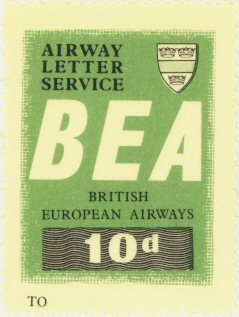 AIRWAY
LETTER
SERVICE
BEA
BRITISH
EUROPEAN AIRWAYS
10d
TO